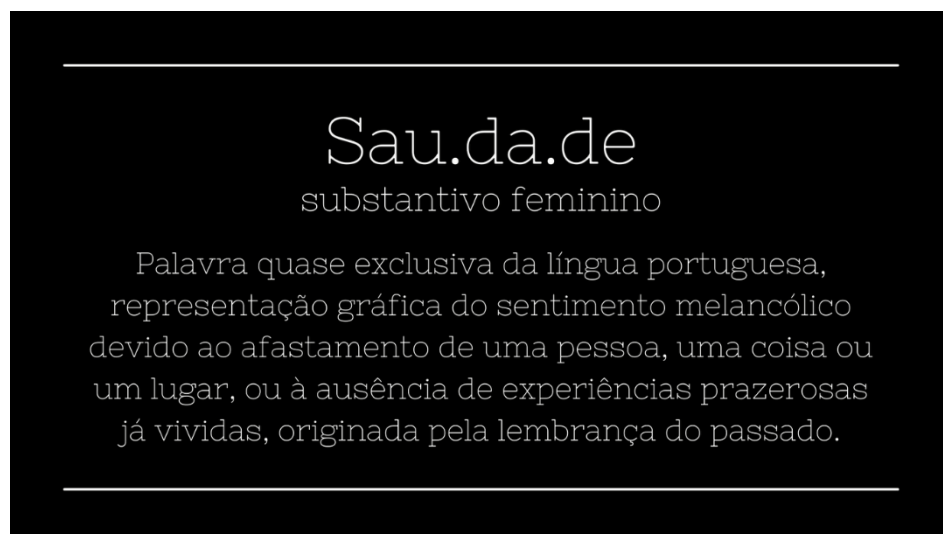 Sau.da.de
substantivo feminino
Palavra quase exclusiva da língua portuguesa,
representação gráfica do sentimento melancólico
devido ao afastamento de uma pessoa, uma coisa ou
um lugar, ou à ausência de experiências prazerosas
já vividas, originada pela lembrança do passado.